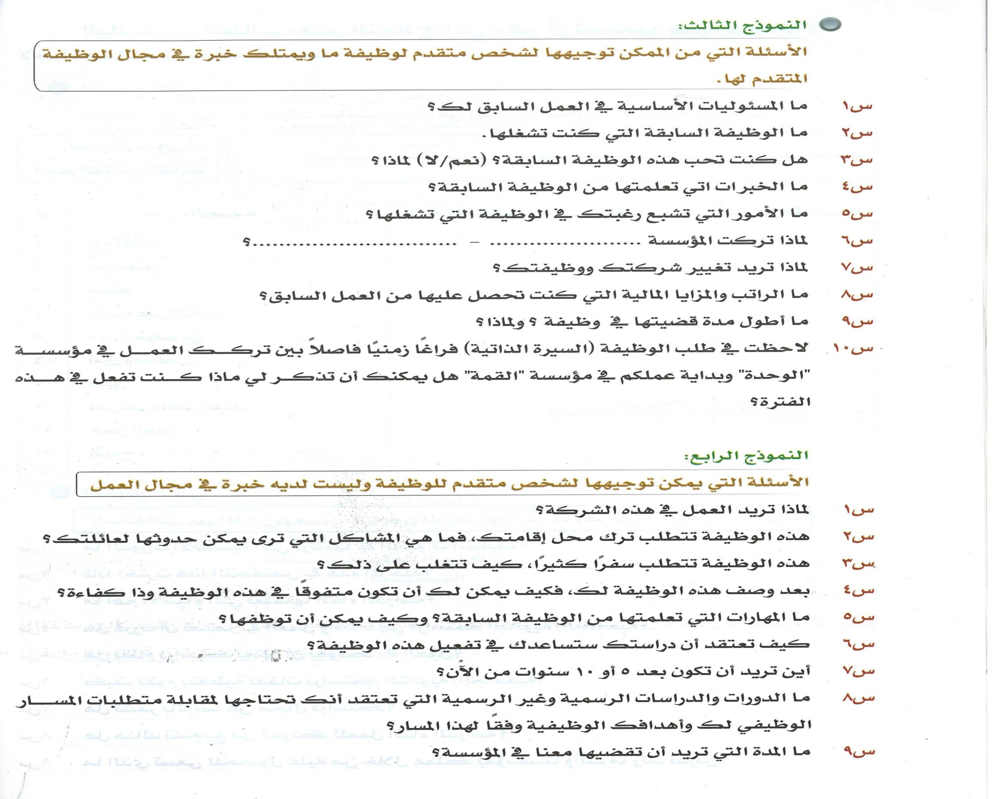 النموذج الثالث:
الأسئلة التي من الممكن توجيهها لشخص متقدم لوظيفة ما ويمتلك خبرة في مجال الوظيفة
المتقدم لها.
س١ ما المسئوليات الأساسية في العمل السابق لك؟
س٢ ما الوظيفة السابقة التي كنت تشغلها.
س٣ هل كنت تحب هذه الوظيفة السابقة؟ (نعم/لا) لماذا؟
س٤ ما الخبرات اتي تعلمتها من الوظيفة السابقة؟
س٥ ما الأمور التي تشبع رغبتك في الوظيفة التي تشغلها؟
س٦ لماذا تركت المؤسسة ....................... – ...............................؟
س٧ لماذا تريد تغيير شركتك ووظيفتك؟
س٨ ما الراتب والمزايا المالية التي كنت تحصل عليها من العمل السابق؟
س٩ ما أطول مدة قضيتها في وظيفة ؟ ولماذا؟
س١٠ لاحظت في طلب الوظيفة (السيرة الذاتية) فراغًا زمنيًا فاصلاً بين تركك العمل في مؤسسة
"الوحدة" وبداية عملكم في مؤسسة "القمة" هل يمكنك أن تذكر لي ماذا كنت تفعل في هذه
الفترة؟
النموذج الرابع:
الأسئلة التي يمكن توجيهها لشخص متقدم للوظيفة وليست لديه خبرة في مجال العمل
س١ لماذا تريد العمل في هذه الشركة؟
س٢ هذه الوظيفة تتطلب ترك محل إقامتك، فما هي المشاكل التي ترى يمكن حدوثها لعائلتك؟
س٣ هذه الوظيفة تتطلب سفرًا كثيرًا، كيف تتغلب على ذلك؟
س٤ بعد وصف هذه الوظيفة لك، فكيف يمكن لك أن تكون متفوقًا في هذه الوظيفة وذا كفاءة؟
س٥ ما المهارات التي تعلمتها من الوظيفة السابقة؟ وكيف يمكن أن توظفها؟
س٦ كيف تعتقد أن دراستك ستساعدك في تفعيل هذه الوظيفة؟
س٧ أين تريد أن تكون بعد ٥ أو ١٠ سنوات من الآن؟
س٨ ما الدورات والدراسات الرسمية وغير الرسمية التي تعتقد أنك تحتاجها لمقابلة متطلبات المسار
الوظيفي لك وأهدافك الوظيفية وفقًا لهذا المسار؟
س٩ ما المدة التي تريد أن تقضيها معنا في المؤسسة؟